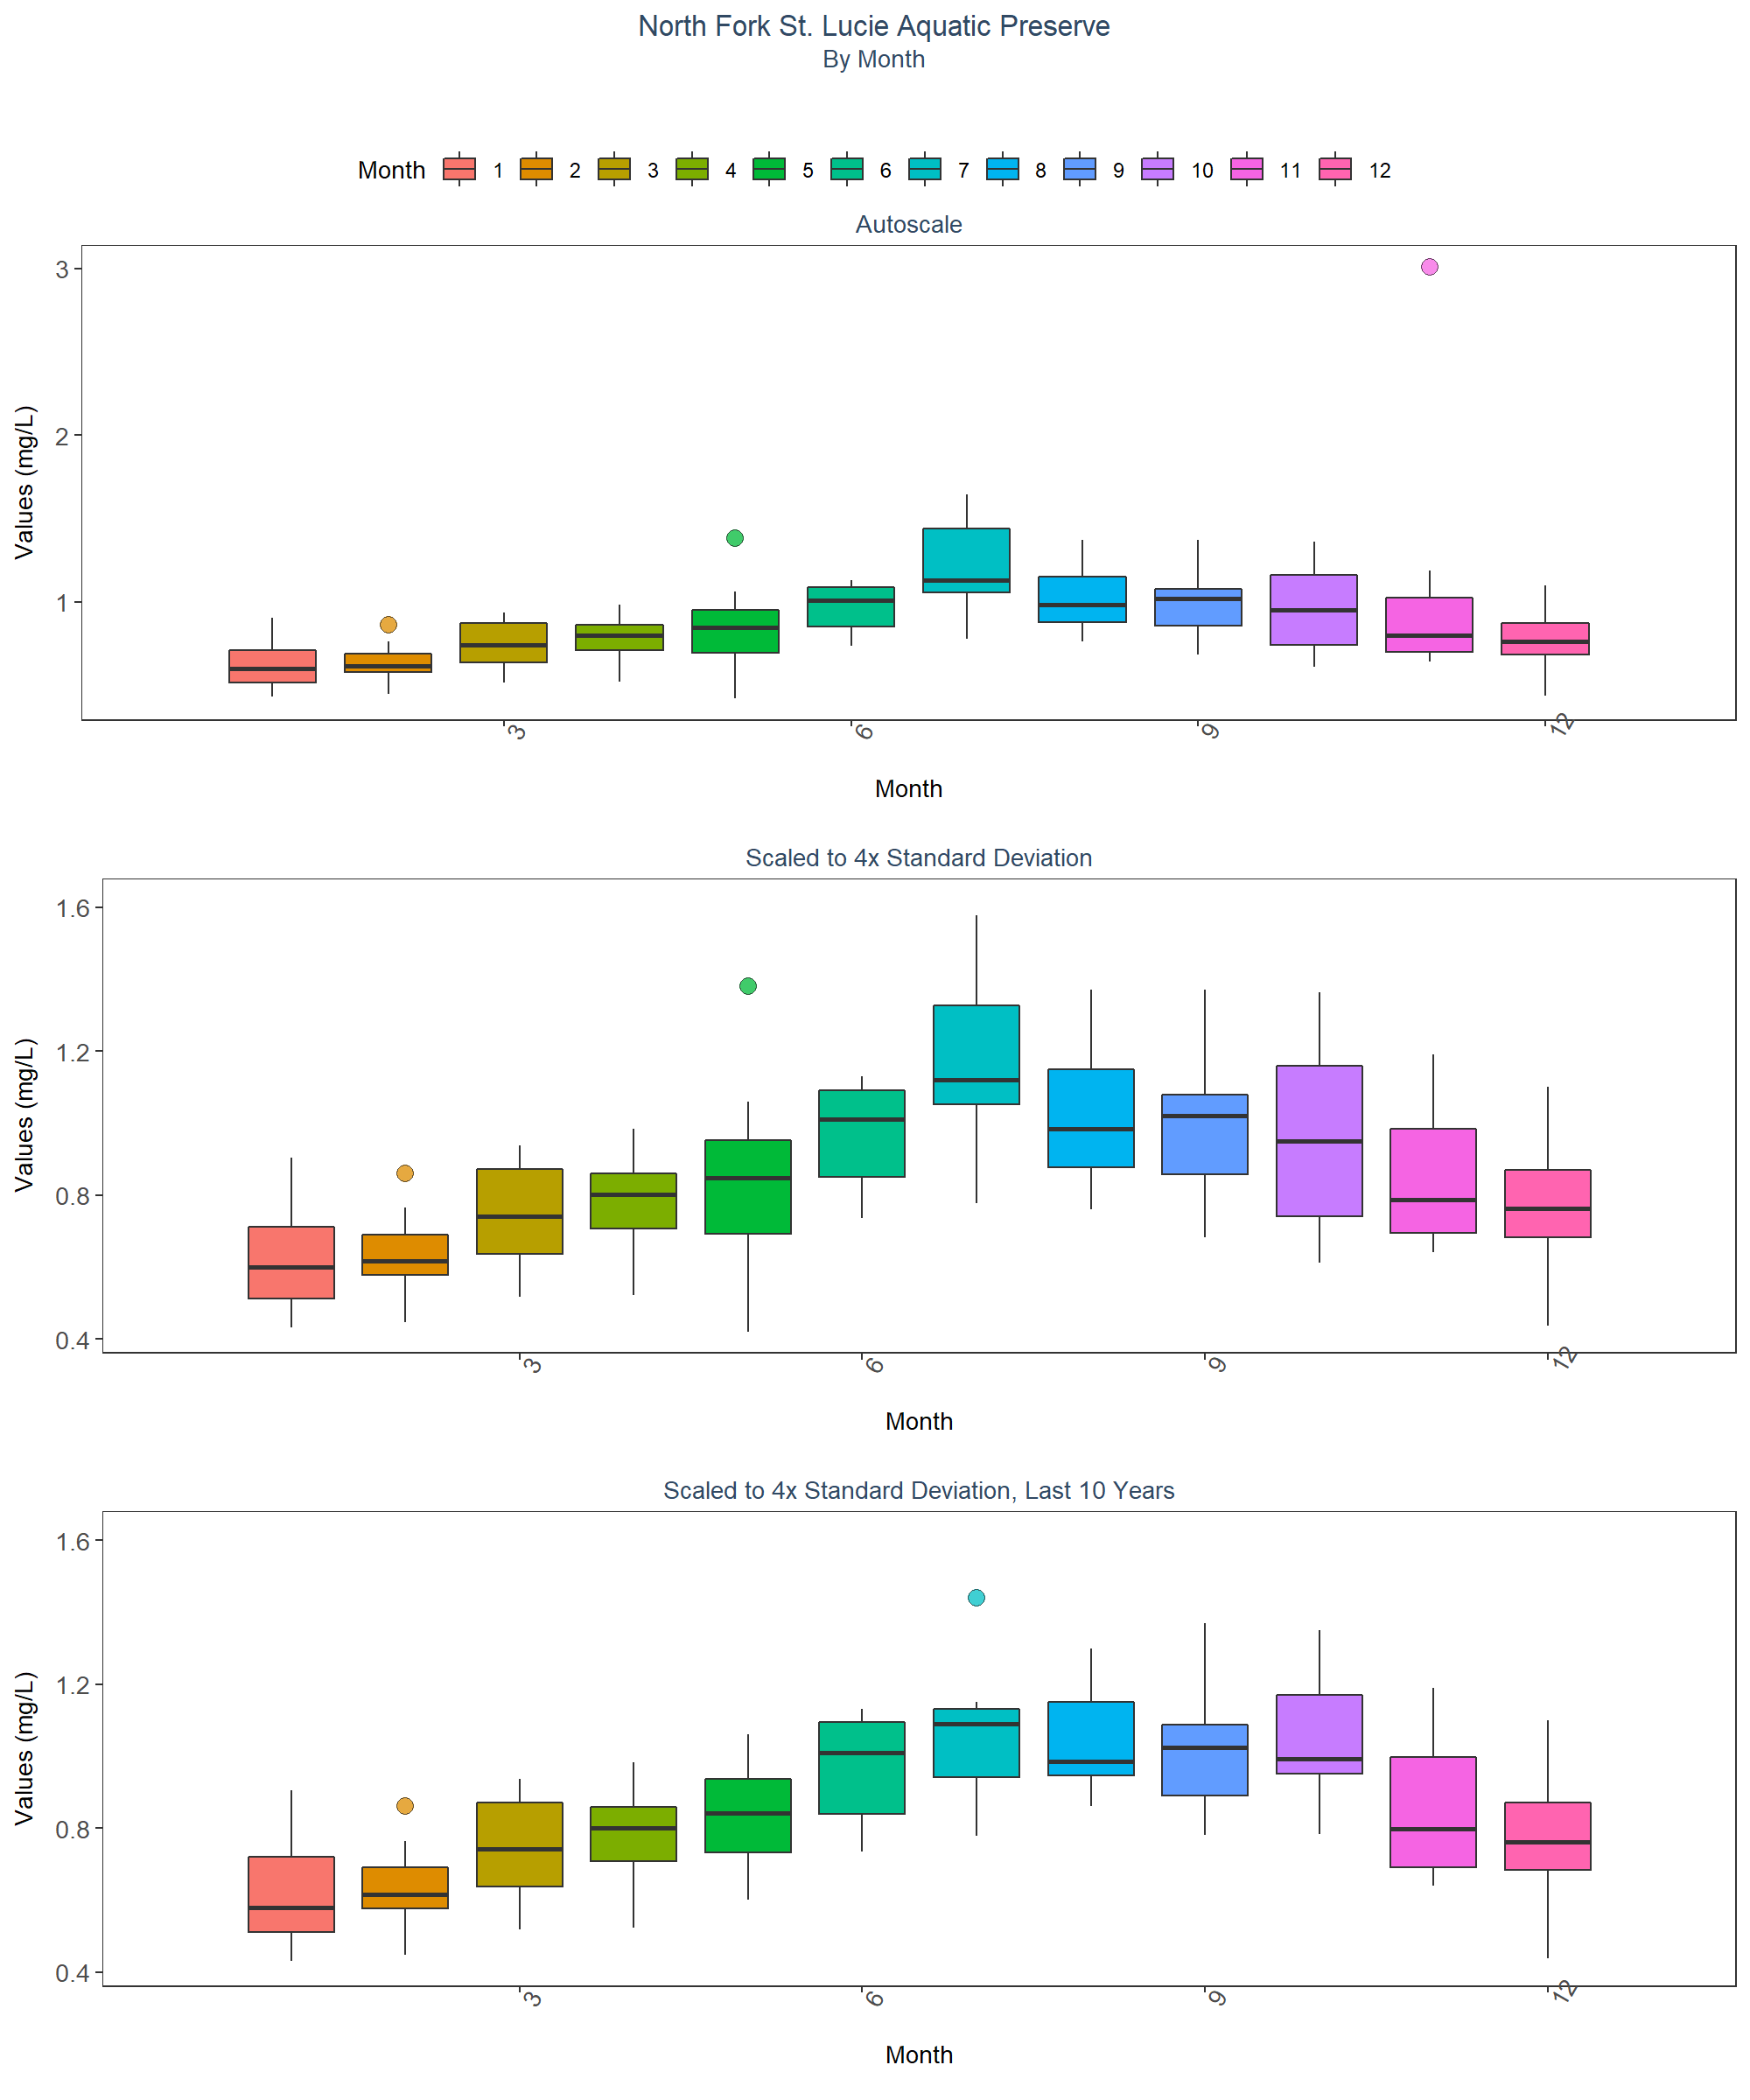 North Fork St. Lucie Aquatic Preserve
By Month
Month 1 2 3 4 5 6 7 8 9 10 11 12
Autoscale
Values (mg/L)
3
2
1
3 6 9 12
Month
Scaled to 4x Standard Deviation
Values (mg/L)
1.6
1.2
0.8
0.4
3 6 9 12
Month
Scaled to 4x Standard Deviation, Last 10 Years
Values (mg/L)
1.6
1.2
0.8
0.4
3 6 9 12
Month